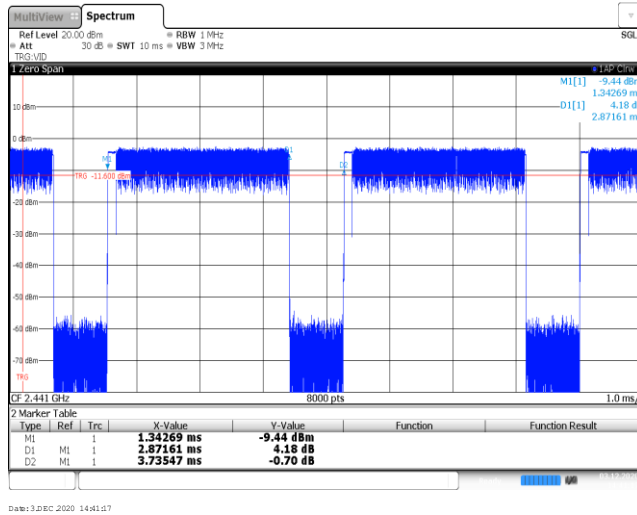 MultiView Spectrum
Ref Level 20.00 dBm RBW 1 MHz SGL
Att 30 dB SWT 10 ms VBW 3 MHz
TRG:VID
1 Zero Span 1AP Clrw
M1[1] -9.44 dBm
1.34269 m
D1[1] 4.18 d
2.87161 m
10 dBm
0 dBm
M1
D2
TRG -11.600 dBm
-20 dBm
-30 dBm
-40 dBm
-50 dBm
-60 dBm
-70 dBm
TRG
CF 2.441 GHz 8000 pts 1.0 ms/
2 Marker Table
Type Ref Trc X-Value Y-Value Function Function Result
M1 1 1.34269 ms -9.44 dBm
D1 M1 1 2.87161 ms 4.18 dB
D2 M1 1 3.73547 ms -0.70 dB
Date: 3.DEC.2020 14:41:17